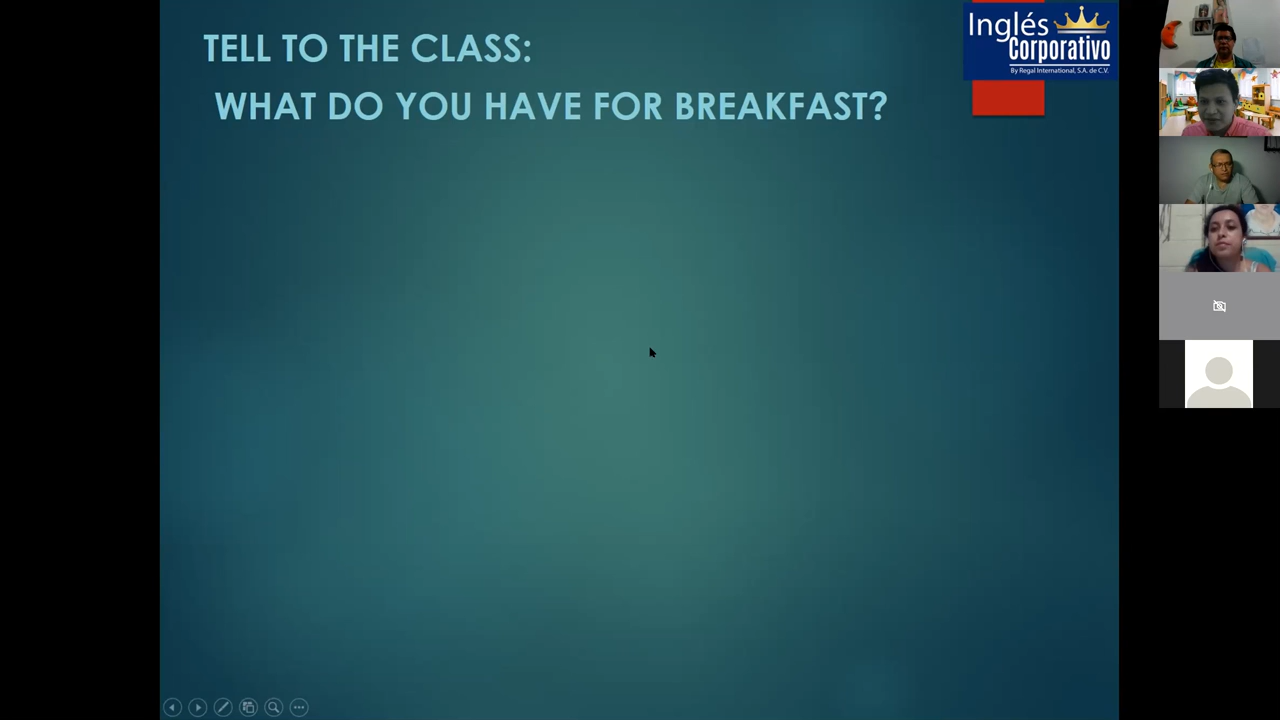 TELL TO THE CLASS:
WHAT DO YOU HAVE FOR BREAKFAST?
Inglés
Corporativo
By Regal International, S.A. de C.V.